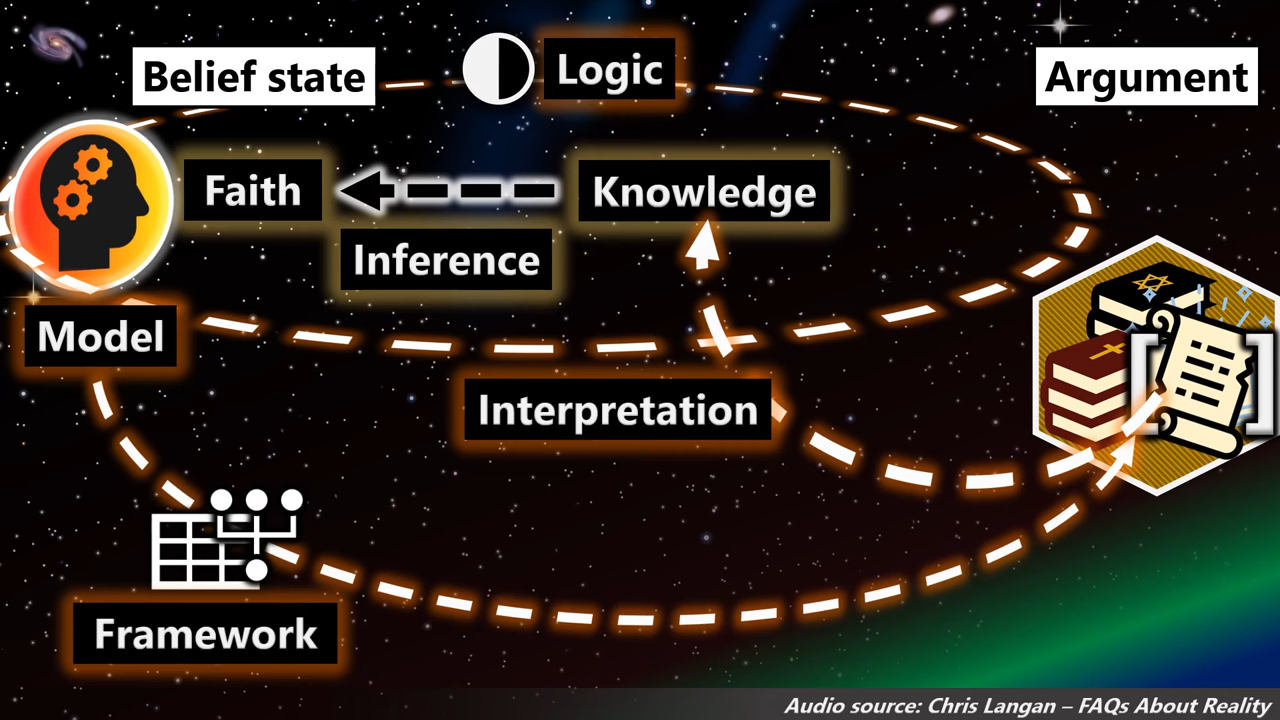 Belief state
Logic
Argument
Faith
Knowledge
Inference
Model
Interpretation
Framework
Audio source: Chris Langan – FAQs About Reality